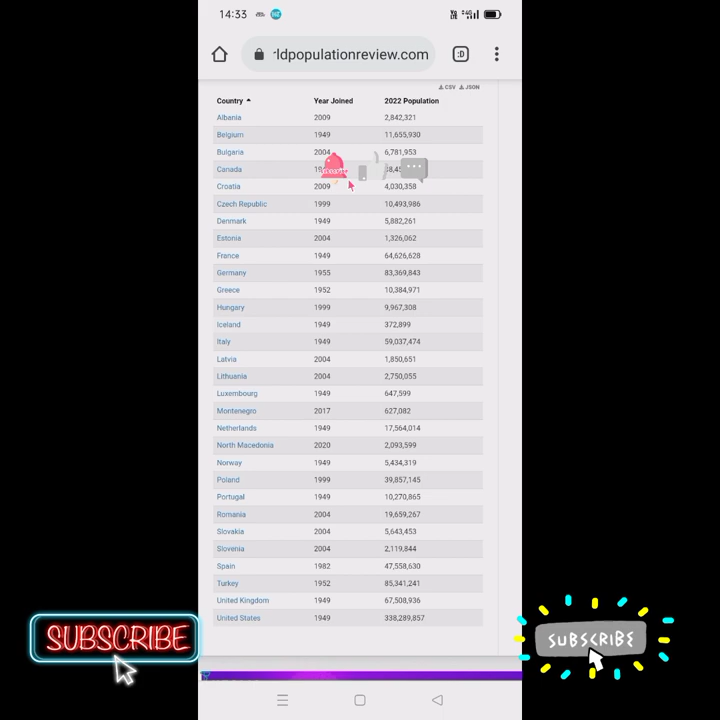 14:33
rldpopulationreview.com :D
CSV JSON
Country Year Joined 2022 Population
Albania 2009 2,842,321
Belgium 1949 11,655,930
Bulgaria 2004 6,781,953
Canada
Croatia 2009 4,030,358
Czech Republic 1999 10,493,986
Denmark 1949 5,882,261
Estonia 2004 1,326,062
France 1949 64,626,628
Germany 1955 83,369,843
Greece 1952 10,384,971
Hungary 1999 9,967,308
Iceland 1949 372,899
Italy 1949 59,037,474
Latvia 2004 1,850,651
Lithuania 2004 2,750,055
Luxembourg 1949 647,599
Montenegro 2017 627,082
Netherlands 1949 17,564,014
North Macedonia 2020 2,093,599
Norway 1949 5,434,319
Poland 1999 39,857,145
Portugal 1949 10,270,865
Romania 2004 19,659,267
Slovakia 2004 5,643,453
Slovenia 2004 2,119,844
Spain 1982 47,558,630
Turkey 1952 85,341,241
United Kingdom 1949 67,508,936
United States 1949 338,289,857
SUBSCRIBE
SUBSCRIBE